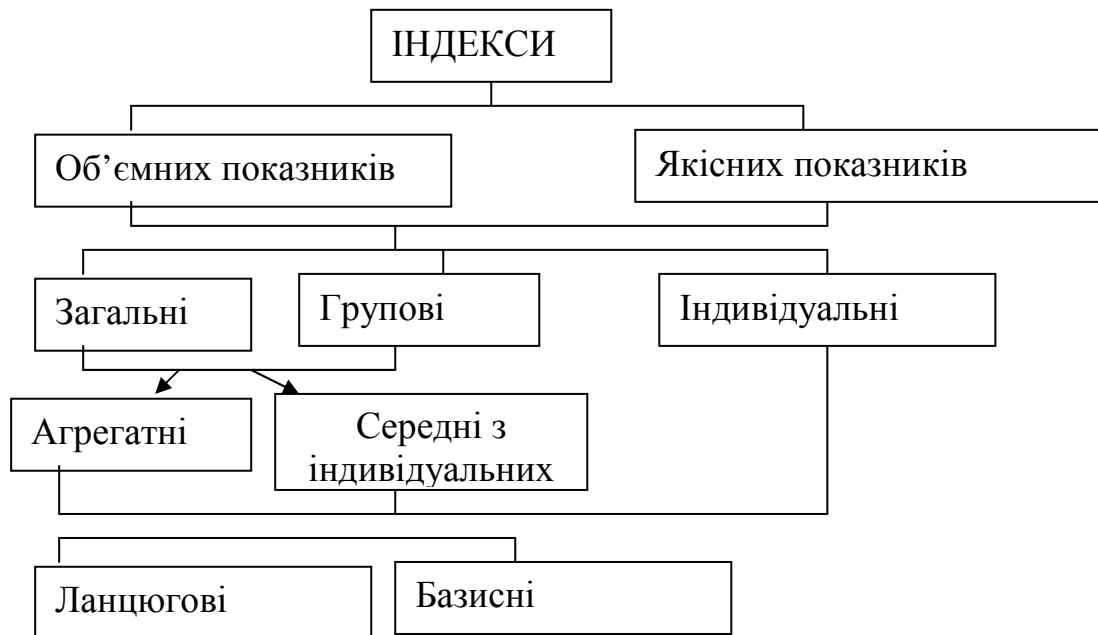 ІНДЕКСИ
Об’ємних показників
Якісних показників
Загальні
Групові
Індивідуальні
Агрегатні
Середні з
індивідуальних
Ланцюгові
Базисні